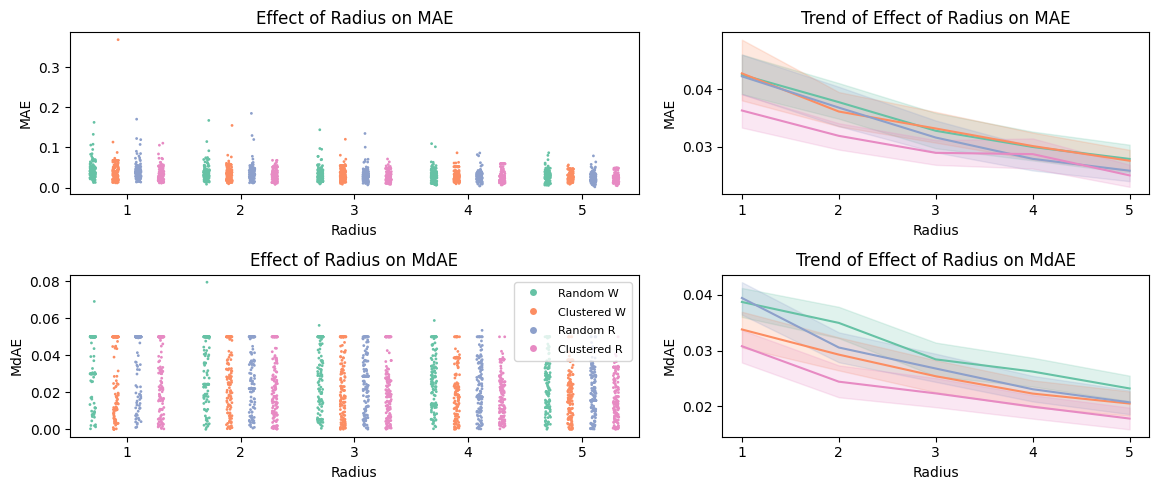 Effect of Radius on MAE
MAE
0.3
0.2
0.1
0.0
1 2 3 4 5
Radius
Trend of Effect of Radius on MAE
MAE
0.04
0.03
1 2 3 4 5
Radius
Effect of Radius on MdAE
MdAE
0.08
0.06
0.04
0.02
0.00
Random W
Clustered W
Random R
Clustered R
1 2 3 4 5
Radius
Trend of Effect of Radius on MdAE
MdAE
0.04
0.03
0.02
1 2 3 4 5
Radius